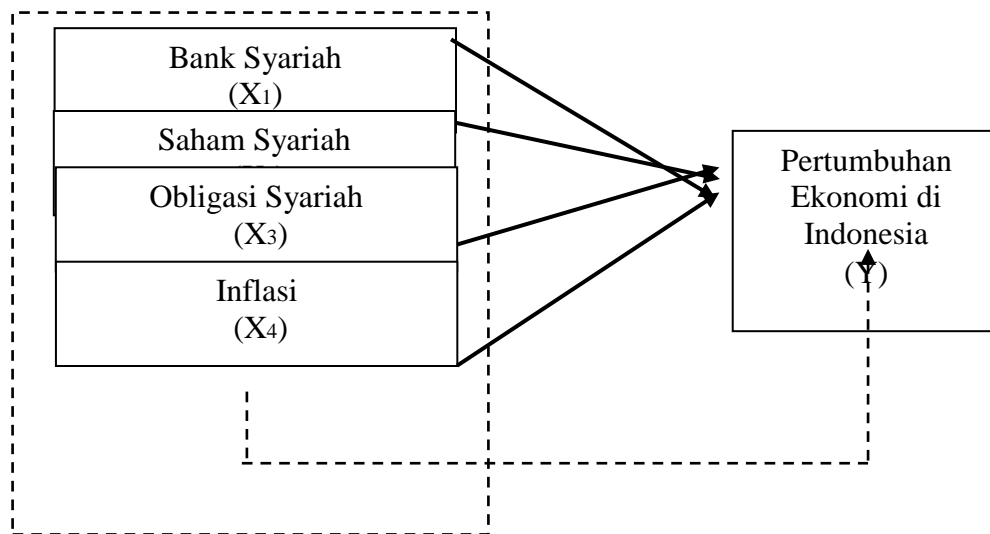 Bank Syariah
(X1)
Saham Syariah
Obligasi Syariah
(X3)
Inflasi
(X4)
Pertumbuhan
Ekonomi di
Indonesia
(Y)